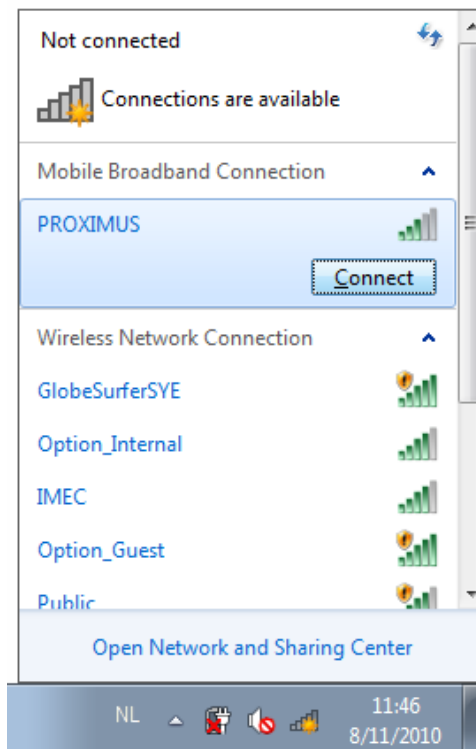 Not connected
Connections are available
Mobile Broadband Connection
PROXIMUS
Connect
Wireless Network Connection
GlobeSurferSYE
Option_Internal
IMEC
Option_Guest
Public
Open Network and Sharing Center
NL
11:46
8/11/2010